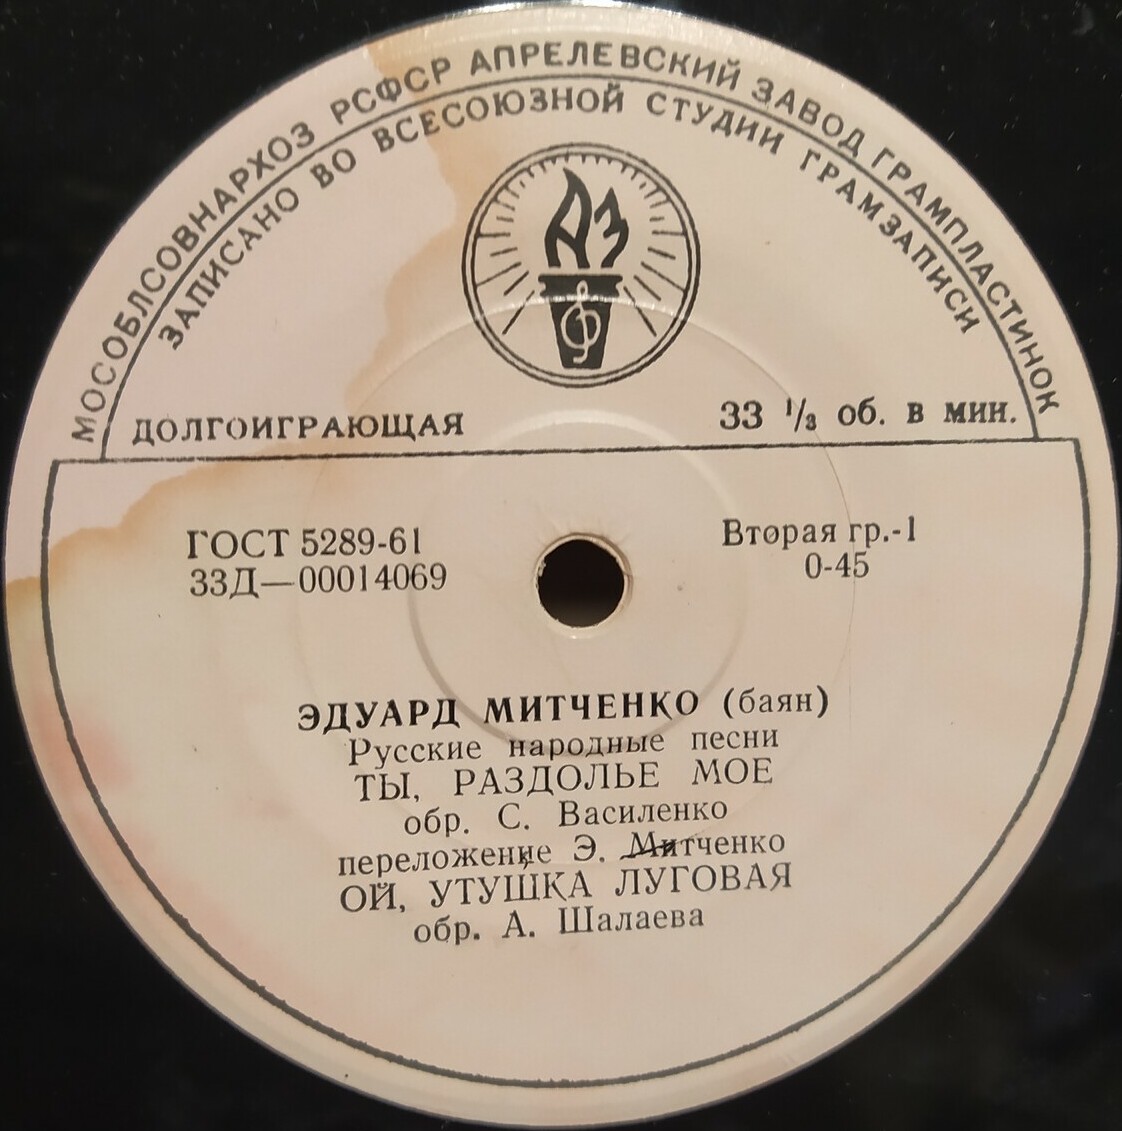 МОСОБЛСОВНАРХОЗ РСФСР АПРЕЛЕВСКИЙ ЗАВОД ГРАМПЛАСТИНОК
ЗАПИСАНО ВО ВСЕСОЮЗНОЙ СТУДИИ ГРАМЗАПИСИ
АЗ
ДОЛГОИГРАЮЩАЯ 33 1/3 об. в мин.
ГОСТ 5289-61 Вторая гр.-1
33Д—00014069 0-45
ЭДУАРД МИТЧЕНКО (баян)
Русские народные песни
ТЫ, РАЗДОЛЬЕ МОЕ
обр. С. Василенко
переложение Э. Митченко
ОЙ, УТУШКА ЛУГОВАЯ
обр. А. Шалаева